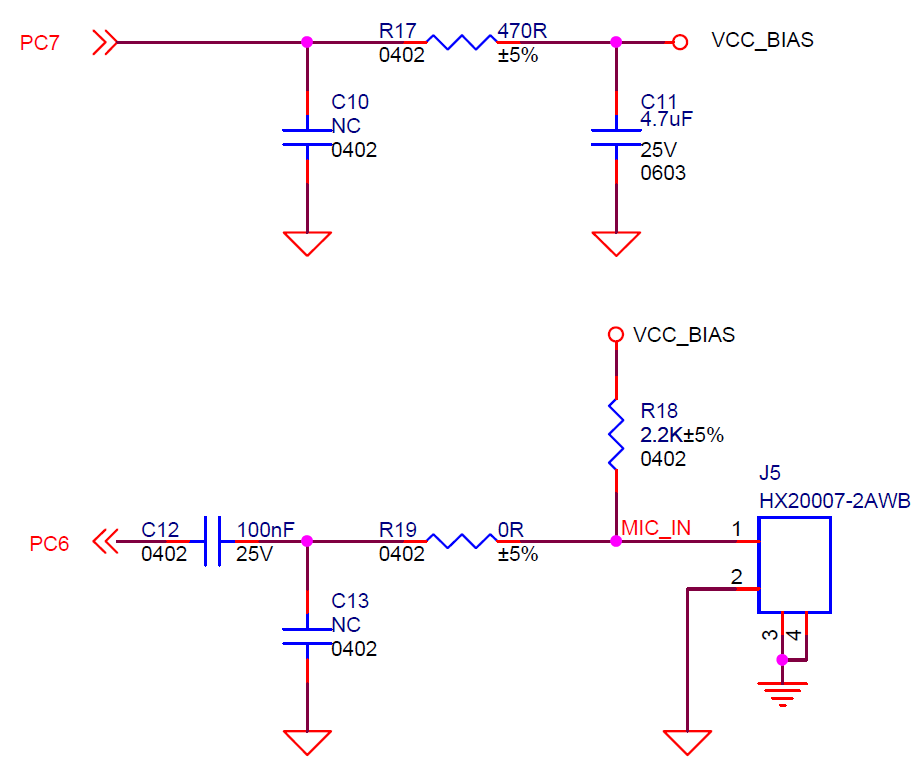 PC7
R17
470R
0402
±5%
VCC_BIAS
C10
NC
0402
C11
4.7uF
25V
0603
VCC_BIAS
R18
2.2K±5%
0402
J5
HX20007-2AWB
PC6
C12
100nF
0402
25V
R19
0R
0402
±5%
MIC_IN
1
2
3
4
C13
NC
0402